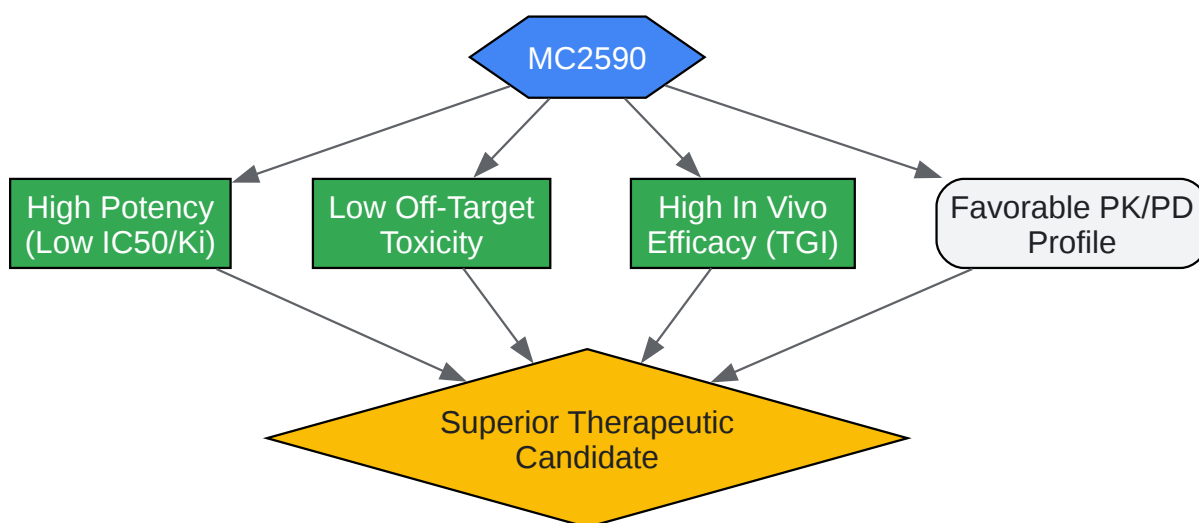 MC2590
High Potency
(Low IC50/Ki)
Low Off-Target
Toxicity
High In Vivo
Efficacy (TGI)
Favorable PK/PD
Profile
Superior Therapeutic
Candidate